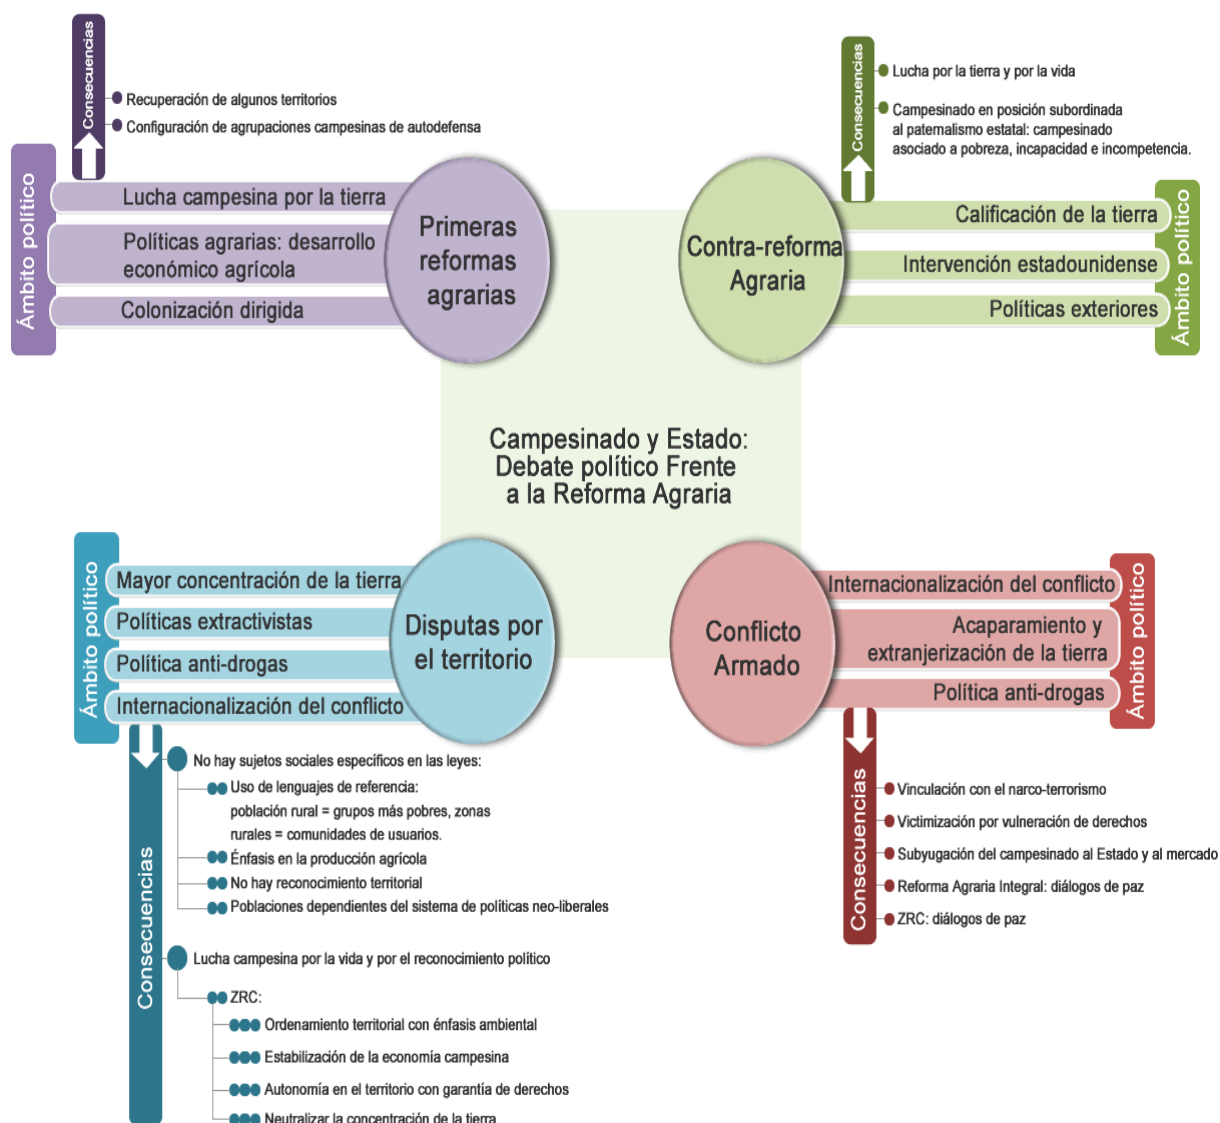 Consecuencias
Recuperación de algunos territorios
Configuración de agrupaciones campesinas de autodefensa
Ámbito político
Lucha campesina por la tierra
Políticas agrarias: desarrollo
económico agrícola
Colonización dirigida
Primeras
reformas
agrarias
Consecuencias
Lucha por la tierra y por la vida
Campesinado en posición subordinada
al paternalismo estatal: campesinado
asociado a pobreza, incapacidad e incompetencia.
Contra-reforma
Agraria
Calificación de la tierra
Intervención estadounidense
Políticas exteriores
Ámbito político
Campesinado y Estado:
Debate político Frente
a la Reforma Agraria
Ámbito político
Mayor concentración de la tierra
Políticas extractivistas
Política anti-drogas
Internacionalización del conflicto
Disputas por
el territorio
Consecuencias
No hay sujetos sociales específicos en las leyes:
Uso de lenguajes de referencia:
población rural = grupos más pobres, zonas
rurales = comunidades de usuarios.
Énfasis en la producción agrícola
No hay reconocimiento territorial
Poblaciones dependientes del sistema de políticas neo-liberales
Lucha campesina por la vida y por el reconocimiento político
ZRC:
Ordenamiento territorial con énfasis ambiental
Estabilización de la economía campesina
Autonomía en el territorio con garantía de derechos
Neutralizar la concentración de la tierra
Conflicto
Armado
Internacionalización del conflicto
Acaparamiento y
extranjerización de la tierra
Política anti-drogas
Ámbito político
Consecuencias
Vinculación con el narco-terrorismo
Victimización por vulneración de derechos
Subyugación del campesinado al Estado y al mercado
Reforma Agraria Integral: diálogos de paz
ZRC: diálogos de paz